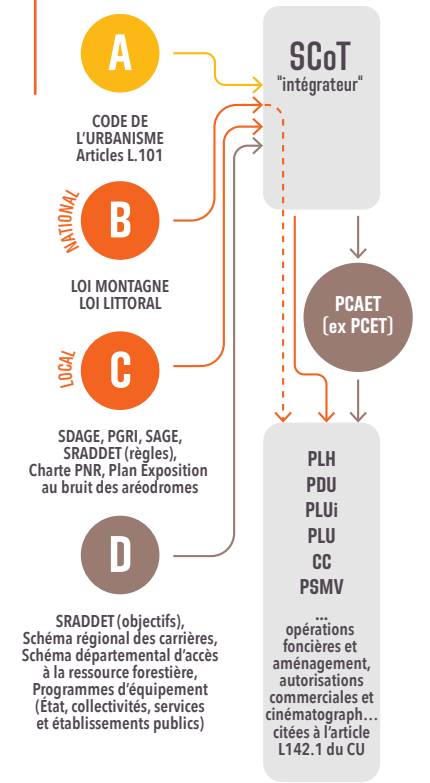 A
CODE DE
L'URBANISME
Articles L.101
NATIONAL
B
LOI MONTAGNE
LOI LITTORAL
LOCAL
C
SDAGE, PGRI, SAGE,
SRADDET (règles),
Charte PNR, Plan Exposition
au bruit des aréodromes
D
SRADDET (objectifs),
Schéma régional des carrières,
Schéma départemental d'accès
à la ressource forestière,
Programmes d'équipement
(État, collectivités, services
et établissements publics)
SCoT
"intégrateur"
PCAET
(ex PCET)
PLH
PDU
PLUi
PLU
CC
PSMV
...
opérations
foncières et
aménagement,
autorisations
commerciales et
cinématograph...
citées à l'article
L142.1 du CU